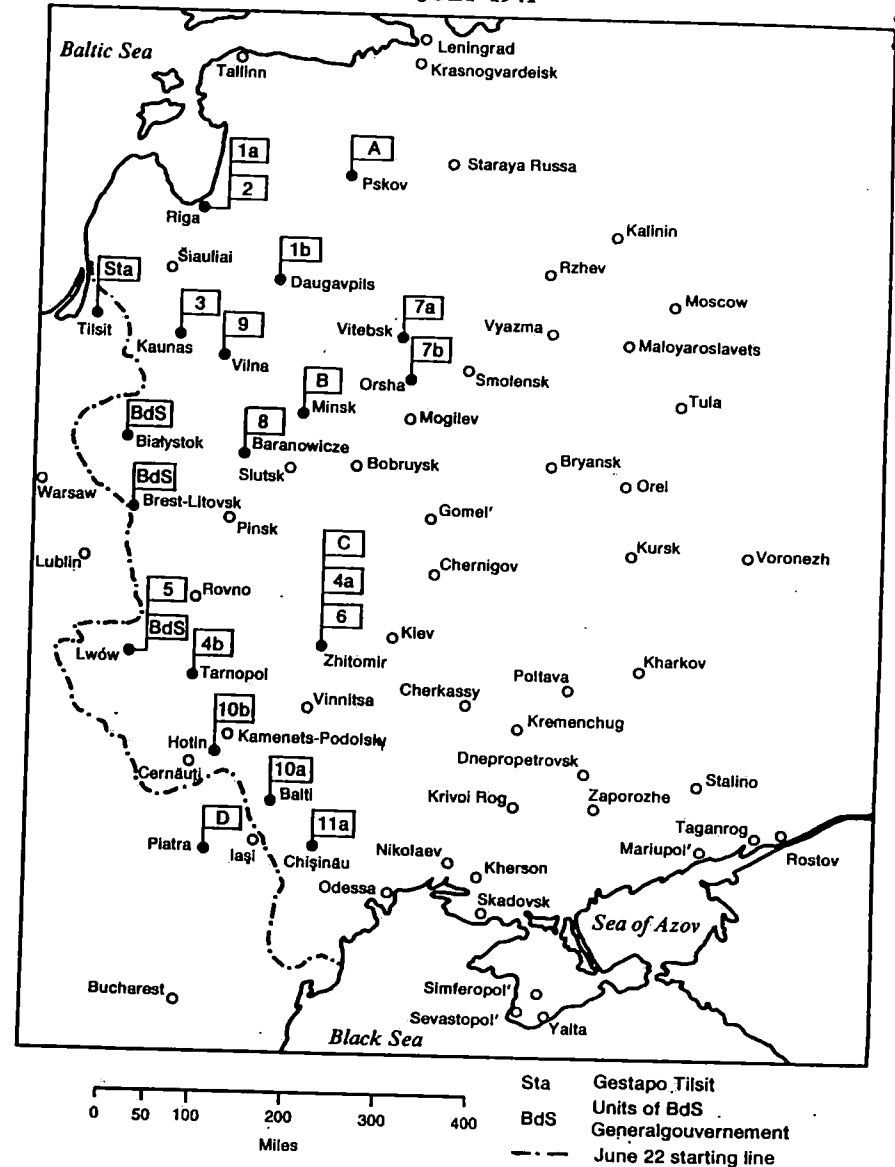 Baltic Sea
Leningrad
Krasnogvardeisk
Tallinn
1a
A
2
Pskov
Staraya Russa
Riga
Kalinin
1b
Šiauliai
Sta
Rzhev
Daugavpils
Moscow
3
7a
9
Vitebsk
Vyazma
Tilsit
Kaunas
Maloyaroslavets
7b
Vilna
B
Orsha
Smolensk
BdS
Minsk
Tula
8
Mogilev
Białystok
Baranowicze
BdS
Slutsk
Bobruysk
Bryansk
Orel
Warsaw
Brest-Litovsk
Pinsk
Gomel'
C
Lublin
Chernigov
Kursk
Voronezh
4a
5
Rovno
6
BdS
Kiev
4b
Lwów
Zhitomir
Kharkov
Tarnopol
Poltava
Vinnitsa
Cherkassy
10b
Kremenchug
Hotin
Kamenets-Podolsky
Dnepropetrovsk
Cernăuți
10a
Stalino
Balti
Krivoi Rog
Zaporozhe
D
11a
Taganrog
Piatra
Iaşi
Chişinău
Nikolaev
Mariupol'
Rostov
Kherson
Odessa
Skadovsk
Sea of Azov
Bucharest
Simferopol'
Sevastopol'
Yalta
Black Sea
Sta Gestapo Tilsit
0 50 100 200 300 400
Miles
BdS Units of BdS
Generalgouvernement
June 22 starting line